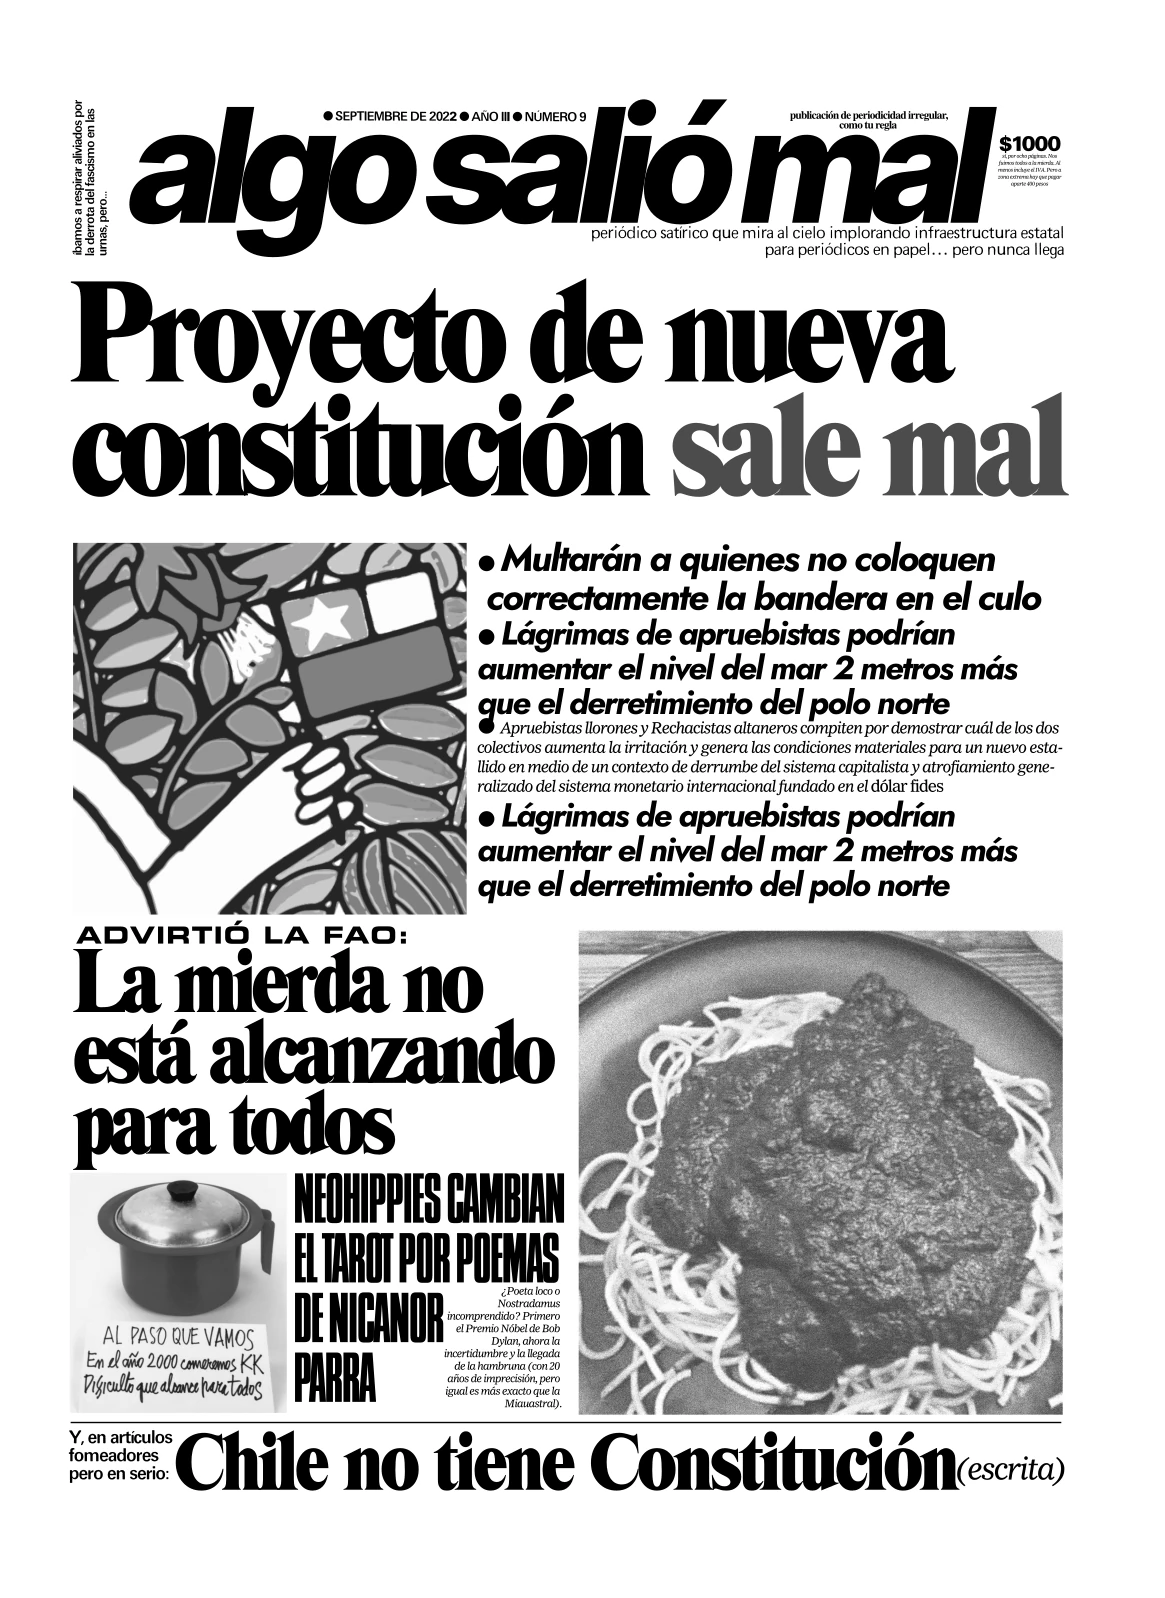 íbamos a respirar aliviados por
la derrota del fascismo en las
urnas, pero...
● SEPTIEMBRE DE 2022 ● AÑO III ● NÚMERO 9
publicación de periodicidad irregular,
como tu regla
algo salió mal
$1000
sí, por ocho páginas. Nos
fuimos todos a la mierda. Al
menos incluye el IVA. Pero a
zona extrema hay que pagar
aparte 400 pesos
periódico satírico que mira al cielo implorando infraestructura estatal
para periódicos en papel... pero nunca llega
Proyecto de nueva
constitución sale mal
● Multarán a quienes no coloquen
correctamente la bandera en el culo
● Lágrimas de apruebistas podrían
aumentar el nivel del mar 2 metros más
que el derretimiento del polo norte
● Apruebistas llorones y Rechacistas altaneros compiten por demostrar cuál de los dos
colectivos aumenta la irritación y genera las condiciones materiales para un nuevo esta-
llido en medio de un contexto de derrumbe del sistema capitalista y atrofiamiento gene-
ralizado del sistema monetario internacional fundado en el dólar fides
● Lágrimas de apruebistas podrían
aumentar el nivel del mar 2 metros más
que el derretimiento del polo norte
ADVIRTIÓ LA FAO:
La mierda no
está alcanzando
para todos
AL PASO QUE VAMOS
En el año 2000 comeremos KK
Difícilto que alcance para todos
NEOHIPPIES CAMBIAN
EL TAROT POR POEMAS
DE NICANOR
PARRA
¿Poeta loco o
Nostradamus
incomprendido? Primero
el Premio Nóbel de Bob
Dylan, ahora la
incertidumbre y la llegada
de la hambruna (con 20
años de imprecisión, pero
igual es más exacto que la
Miauastral).
Y, en artículos
fomeadores
pero en serio:
Chile no tiene Constitución (escrita)